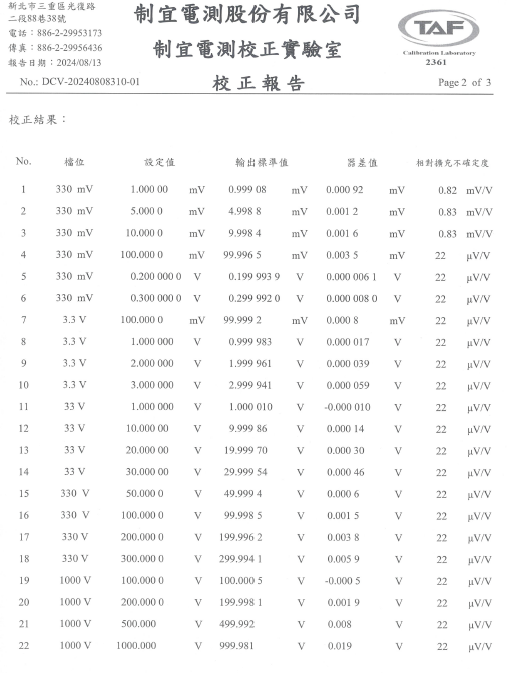 新北市三重區光復路
二段88巷38號
電話：886-2-29953173
傳真：886-2-29956436
報告日期：2024/08/13
制宜電測股份有限公司
制宜電測校正實驗室
TAF
Calibration Laboratory
2361
No.: DCV-20240808310-01
校正報告
Page 2 of 3
校正結果：
No. 檔位 設定值 輸出標準值 器差值 相對擴充不確定度
1 330 mV 1.000 00 mV 0.999 08 mV 0.000 92 mV 0.82 mV/V
2 330 mV 5.000 0 mV 4.998 8 mV 0.001 2 mV 0.83 mV/V
3 330 mV 10.000 0 mV 9.998 4 mV 0.001 6 mV 0.83 mV/V
4 330 mV 100.000 0 mV 99.996 5 mV 0.003 5 mV 22 μV/V
5 330 mV 0.200 000 0 V 0.199 993 9 V 0.000 006 1 V 22 μV/V
6 330 mV 0.300 000 0 V 0.299 992 0 V 0.000 008 0 V 22 μV/V
7 3.3 V 100.000 0 mV 99.999 2 mV 0.000 8 mV 22 μV/V
8 3.3 V 1.000 000 V 0.999 983 V 0.000 017 V 22 μV/V
9 3.3 V 2.000 000 V 1.999 961 V 0.000 039 V 22 μV/V
10 3.3 V 3.000 000 V 2.999 941 V 0.000 059 V 22 μV/V
11 33 V 1.000 000 V 1.000 010 V -0.000 010 V 22 μV/V
12 33 V 10.000 00 V 9.999 86 V 0.000 14 V 22 μV/V
13 33 V 20.000 00 V 19.999 70 V 0.000 30 V 22 μV/V
14 33 V 30.000 00 V 29.999 54 V 0.000 46 V 22 μV/V
15 330 V 50.000 0 V 49.999 4 V 0.000 6 V 22 μV/V
16 330 V 100.000 0 V 99.998 5 V 0.001 5 V 22 μV/V
17 330 V 200.000 0 V 199.996 2 V 0.003 8 V 22 μV/V
18 330 V 300.000 0 V 299.994 1 V 0.005 9 V 22 μV/V
19 1000 V 100.000 0 V 100.000 5 V -0.000 5 V 22 μV/V
20 1000 V 200.000 0 V 199.998 1 V 0.001 9 V 22 μV/V
21 1000 V 500.000 V 499.992 V 0.008 V 22 μV/V
22 1000 V 1000.000 V 999.981 V 0.019 V 22 μV/V